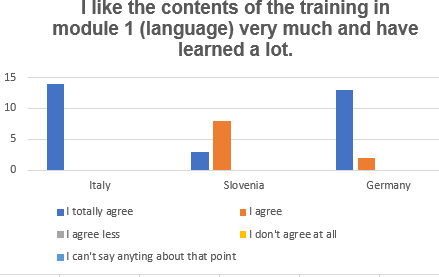 I like the contents of the training in
module 1 (language) very much and have
learned a lot.
15
10
5
0
Italy Slovenia Germany
I totally agree I agree
I agree less I don't agree at all
I can't say anyting about that point